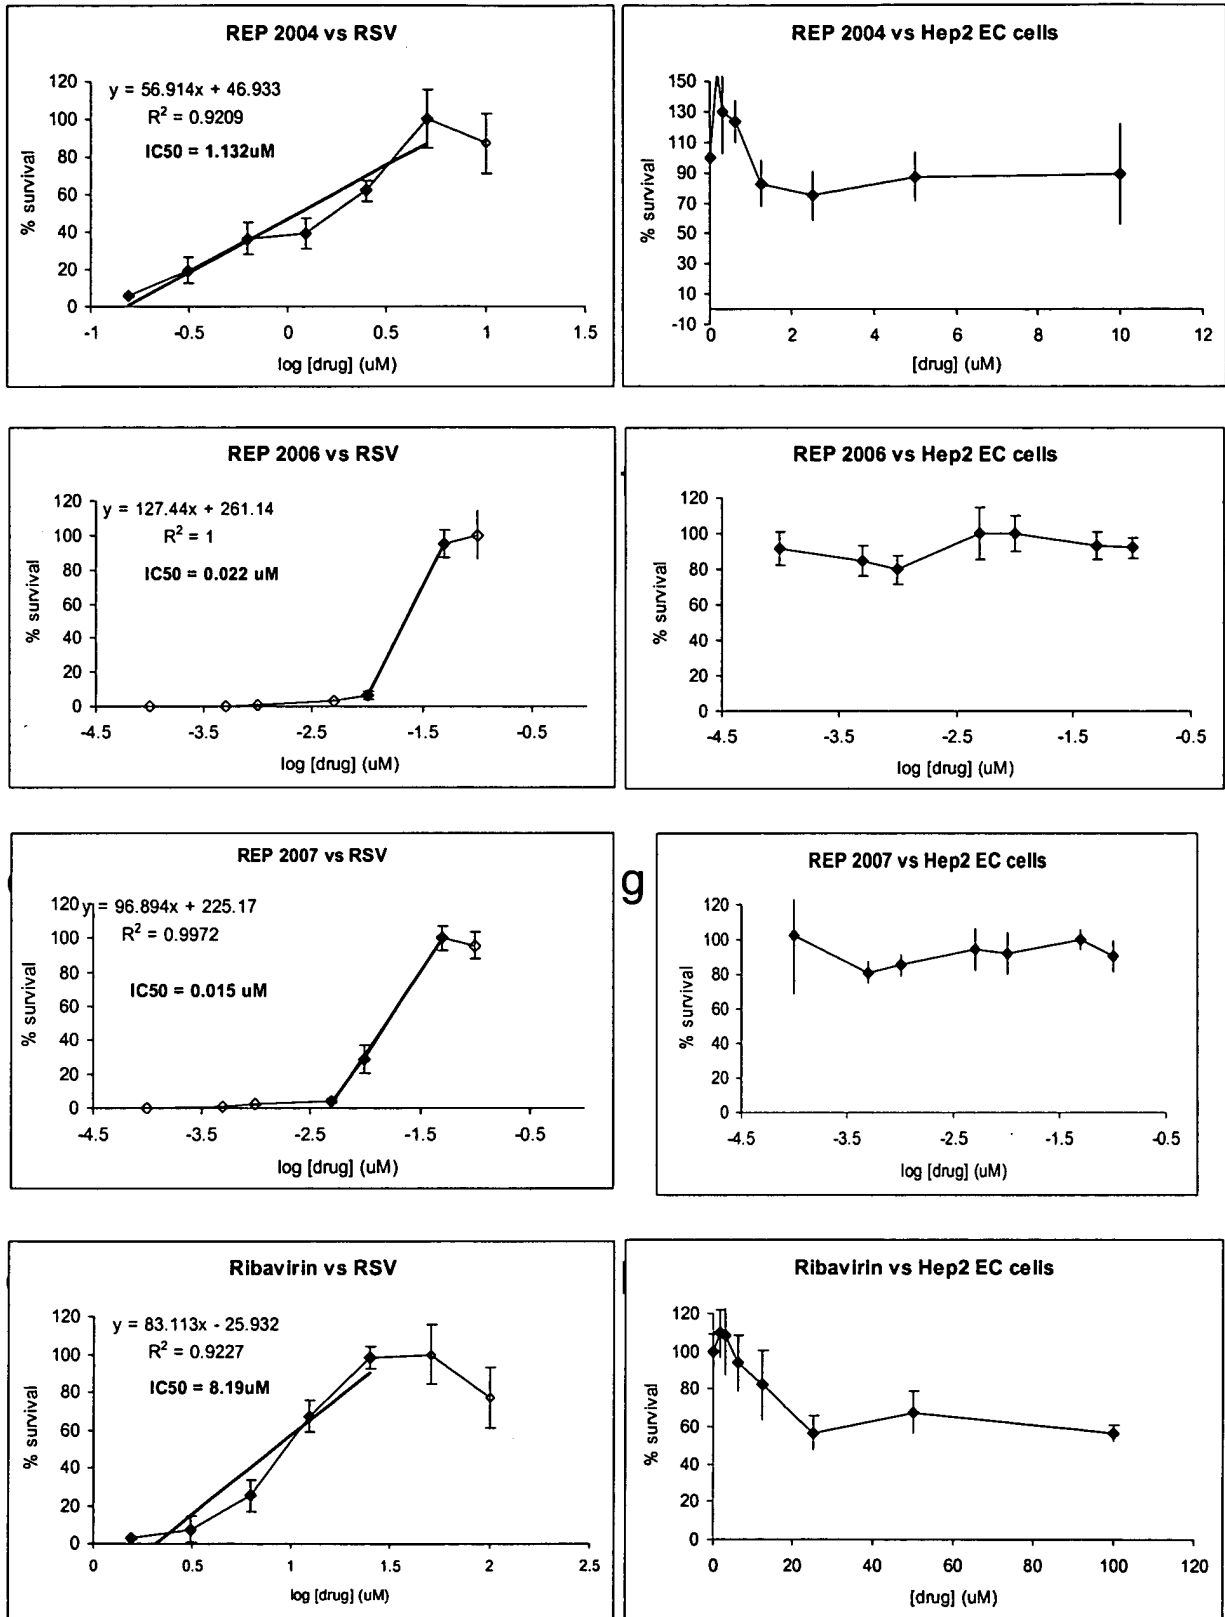 REP 2004 vs RSV
y = 56.914x + 46.933
R² = 0.9209
IC50 = 1.132uM
% survival
120
100
80
60
40
20
0
-1
-0.5
0
0.5
1
1.5
log [drug] (uM)
REP 2004 vs Hep2 EC cells
% survival
150
130
110
90
70
50
30
10
-10
0
2
4
6
8
10
12
[drug] (uM)
REP 2006 vs RSV
y = 127.44x + 261.14
R² = 1
IC50 = 0.022 uM
% survival
120
100
80
60
40
20
0
-4.5
-3.5
-2.5
-1.5
-0.5
log [drug] (uM)
REP 2006 vs Hep2 EC cells
% survival
120
100
80
60
40
20
0
-4.5
-3.5
-2.5
-1.5
-0.5
log [drug] (uM)
REP 2007 vs RSV
y = 96.894x + 225.17
R² = 0.9972
IC50 = 0.015 uM
% survival
120
100
80
60
40
20
0
-4.5
-3.5
-2.5
-1.5
-0.5
log [drug] (uM)
g
REP 2007 vs Hep2 EC cells
% survival
120
100
80
60
40
20
0
-4.5
-3.5
-2.5
-1.5
-0.5
log [drug] (uM)
Ribavirin vs RSV
y = 83.113x - 25.932
R² = 0.9227
IC50 = 8.19uM
% survival
120
100
80
60
40
20
0
0
0.5
1
1.5
2
2.5
log [drug] (uM)
Ribavirin vs Hep2 EC cells
% survival
120
100
80
60
40
20
0
0
20
40
60
80
100
120
[drug] (uM)